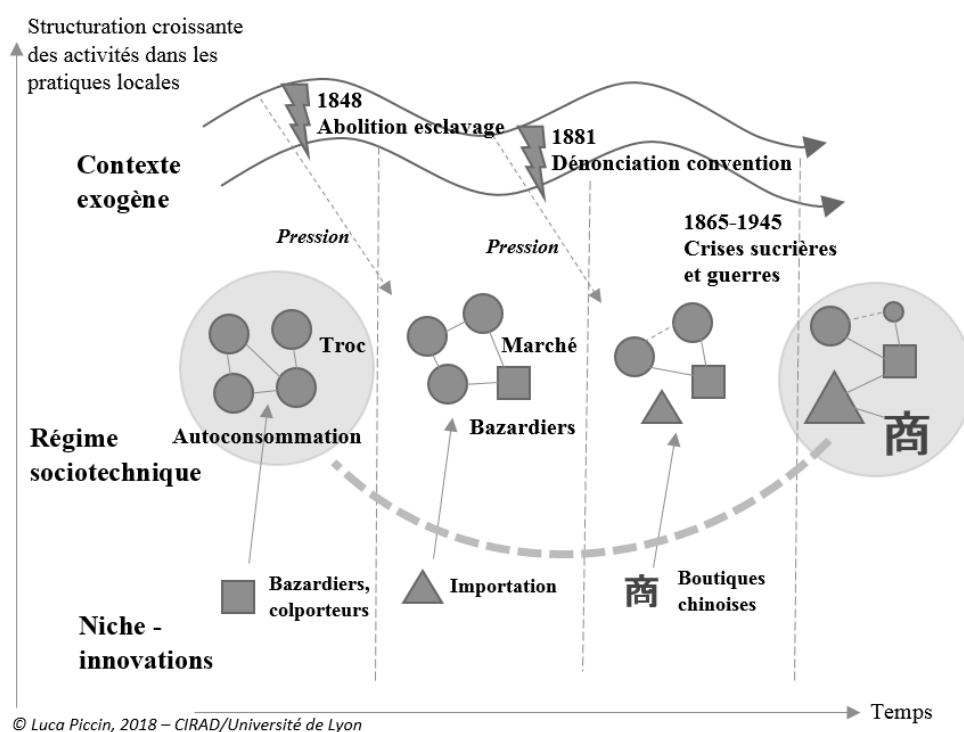 Structuration croissante
des activités dans les
pratiques locales
1848
Abolition esclavage
1881
Dénonciation convention
Contexte
exogène
Pression
Pression
1865-1945
Crises sucrières
et guerres
Troc
Marché
Autoconsommation
Bazardiers
商
Régime
sociotechnique
Bazardiers,
colporteurs
Importation
商
Boutiques
chinoises
Niche -
innovations
Temps
© Luca Piccin, 2018 – CIRAD/Université de Lyon